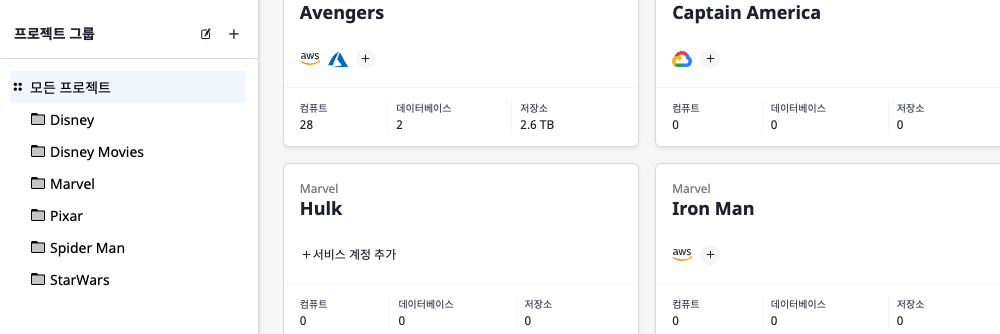 프로젝트 그룹
모든 프로젝트
Disney
Disney Movies
Marvel
Pixar
Spider Man
StarWars
Avengers
aws
컴퓨트 데이터베이스 저장소
28 2 2.6 TB
Captain America
컴퓨트 데이터베이스 저장소
0 0 0
Marvel
Hulk
+ 서비스 계정 추가
컴퓨트 데이터베이스 저장소
0 0 0
Marvel
Iron Man
aws
컴퓨트 데이터베이스 저장소
0 0 0